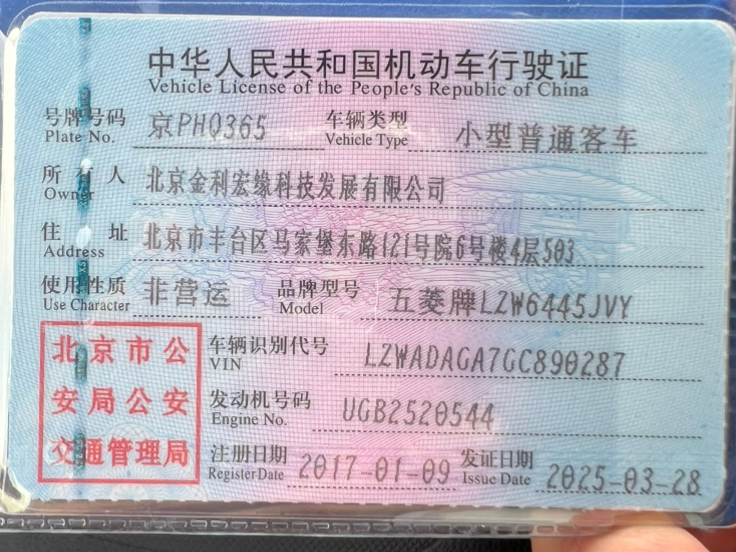 中华人民共和国机动车行驶证
Vehicle License of the People's Republic of China
号牌号码 京PHQ365 车辆类型 小型普通客车
Plate No. Vehicle Type
所有人 北京金利宏缘科技发展有限公司
Owner
住址 北京市丰台区马家堡东路121号院6号楼4层503
Address
使用性质 非营运 品牌型号 五菱牌LZW6445JVY
Use Character Model
北京市公
安局公安
交通管理局
车辆识别代号 LZWADAGA7GC890287
VIN
发动机号码 UGB2520544
Engine No.
注册日期 2017-01-09 发证日期 2025-03-28
Register Date Issue Date